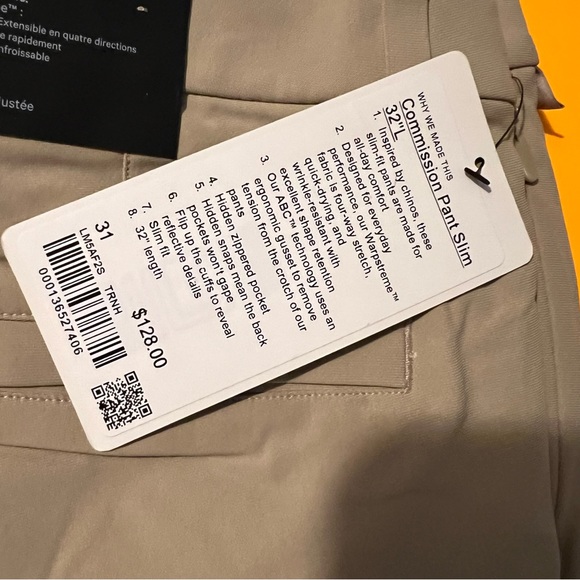 e™:
Extensible en quatre directions
e rapidement
nfroissable
ustée
WHY WE MADE THIS
Commission Pant Slim
32"L
1. Inspired by chinos, these
slim-fit pants are made for
all-day comfort
2. Designed for everyday
performance, our Warpstreme™
fabric is four-way stretch,
quick-drying, and
wrinkle-resistant with
excellent shape retention
3. Our ABC™ technology uses an
ergonomic gusset to remove
tension from the crotch of our
pants
4. Hidden zippered pocket
5. Hidden snaps mean the back
pockets won't gape
6. Flip up the cuffs to reveal
reflective details
7. Slim fit
8. 32" length
31
LM5AF2S TRNH
000136527406
$128.00